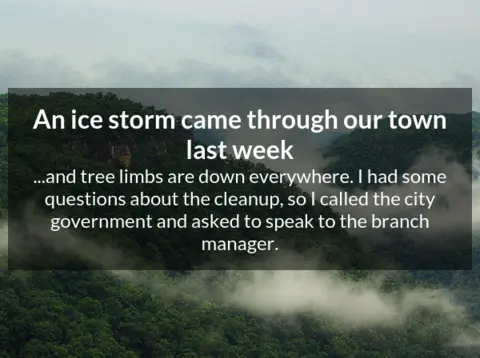 An ice storm came through our town
last week
...and tree limbs are down everywhere. I had some
questions about the cleanup, so I called the city
government and asked to speak to the branch
manager.